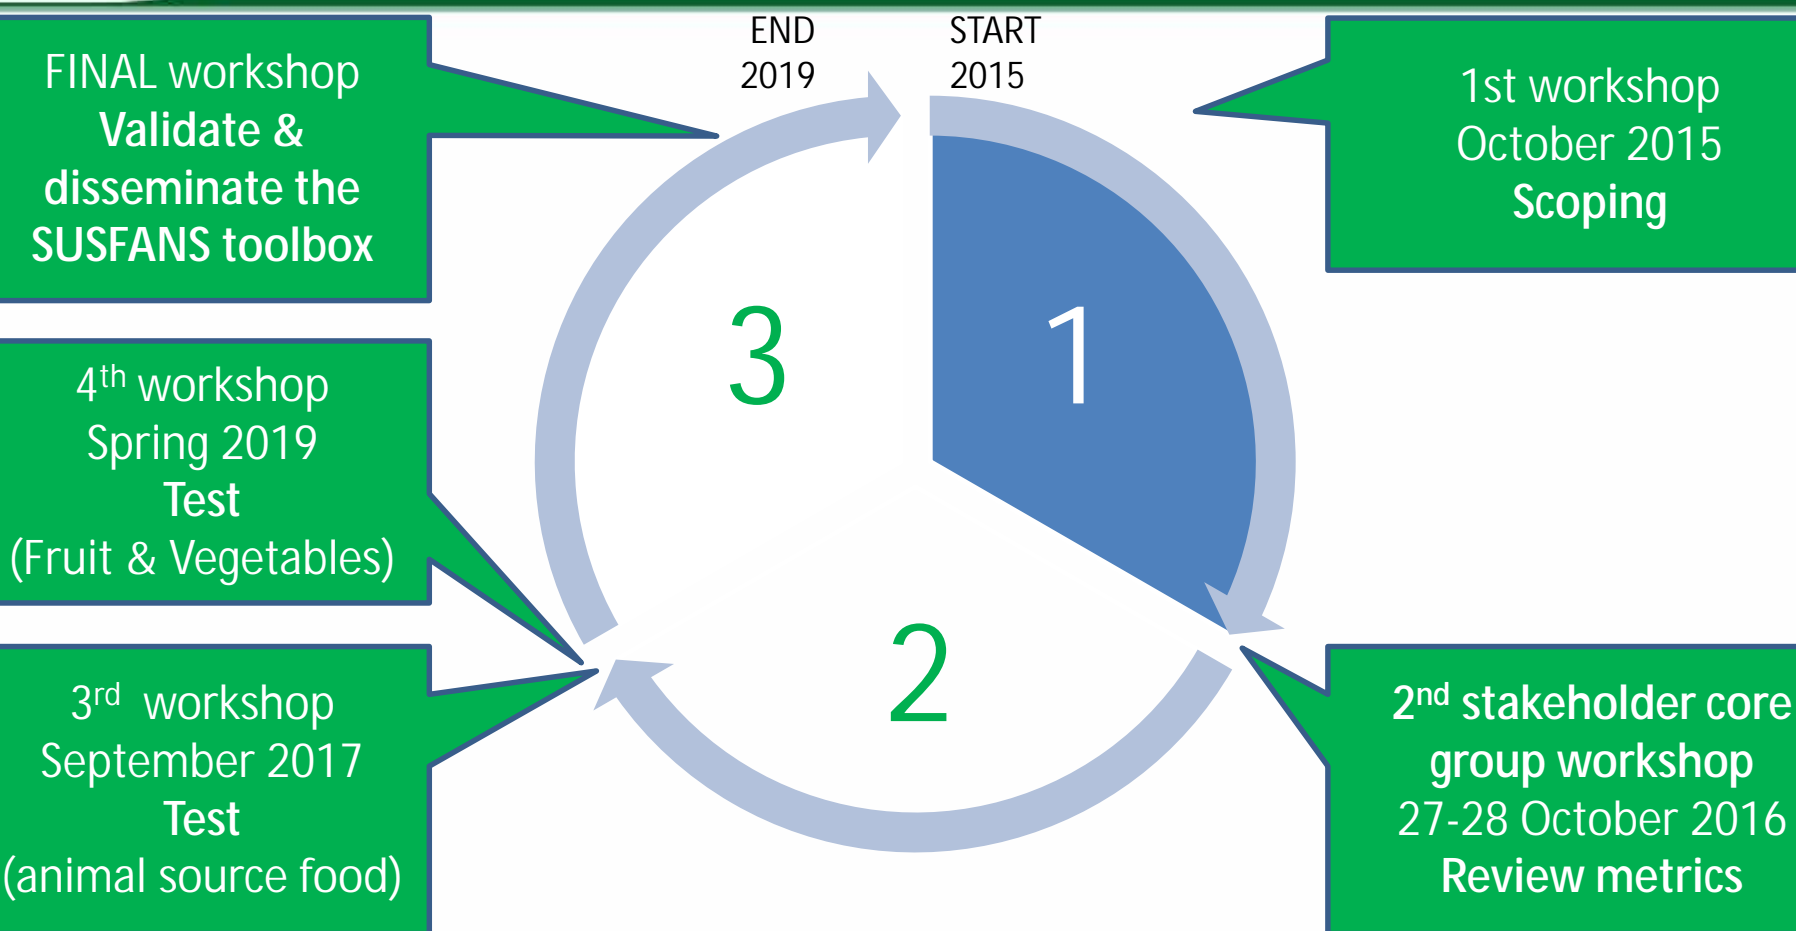 END
2019
START
2015
1st workshop
October 2015
Scoping
2nd stakeholder core
group workshop
27-28 October 2016
Review metrics
3rd workshop
September 2017
Test
(animal source food)
4th workshop
Spring 2019
Test
(Fruit & Vegetables)
FINAL workshop
Validate &
disseminate the
SUSFANS toolbox
1
2
3